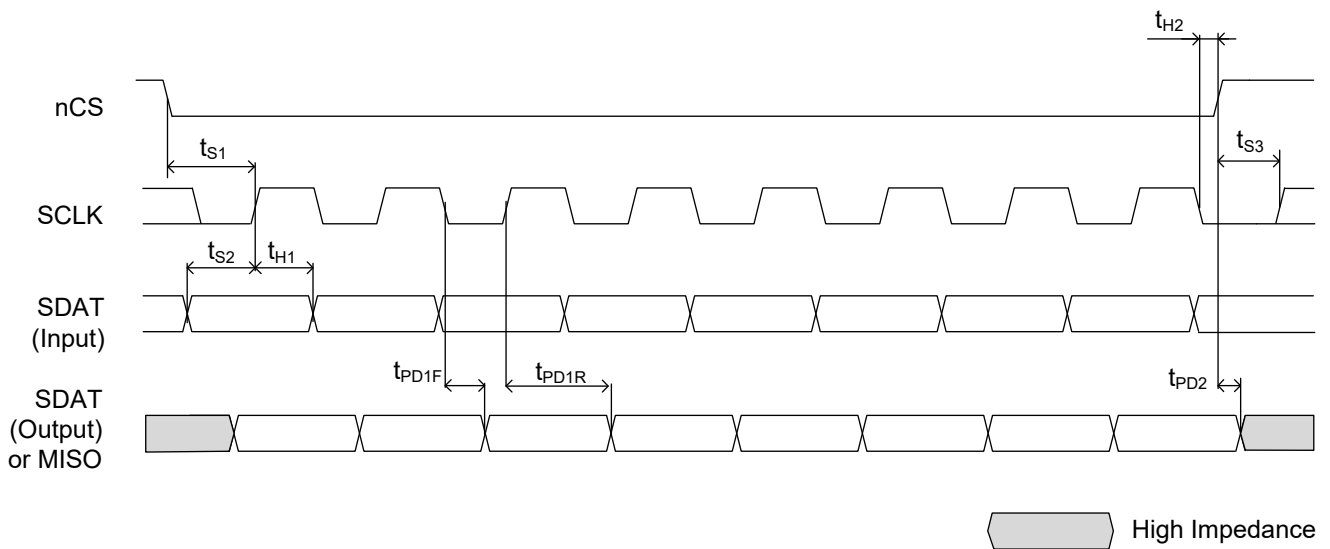 tH2
nCS
tS1
tS3
SCLK
tS2
tH1
SDAT
(Input)
tPD1F
tPD1R
tPD2
SDAT
(Output)
or MISO
High Impedance